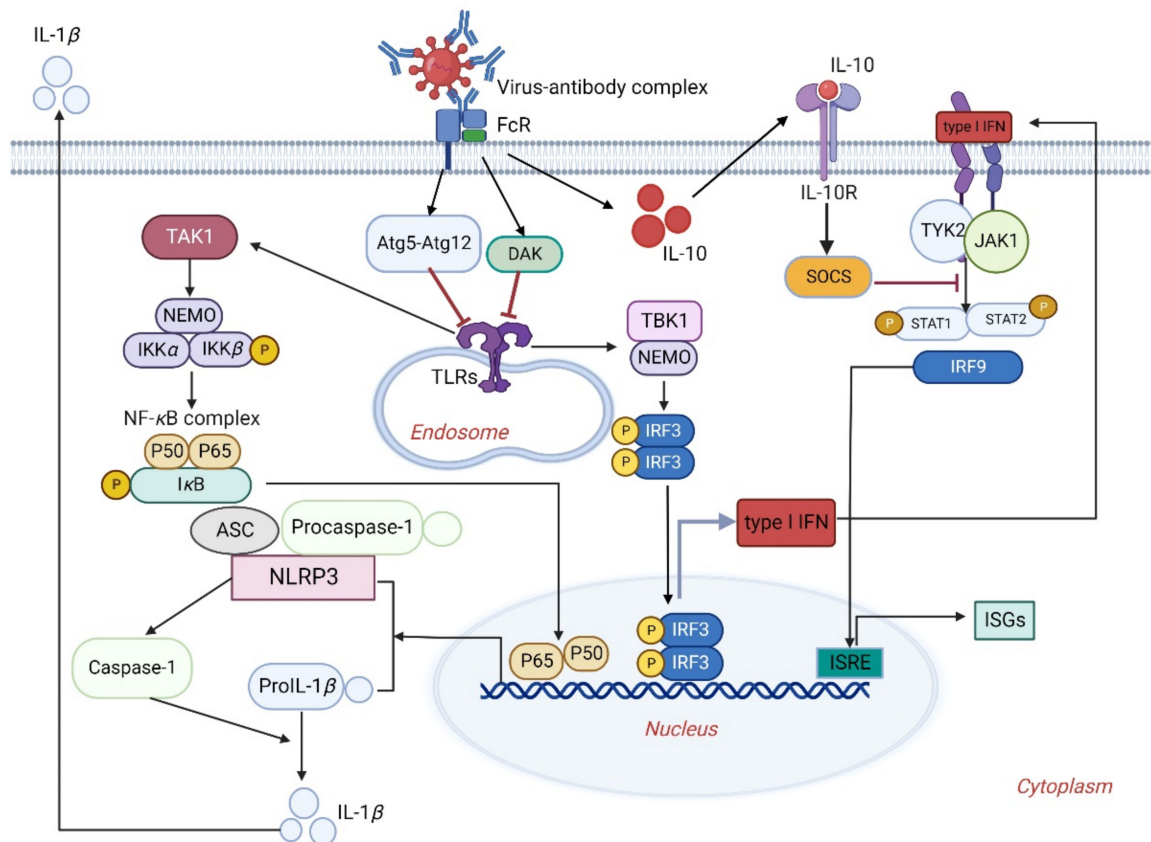 IL-1β
Virus-antibody complex
FcR
IL-10
type I IFN
IL-10R
IL-10
TYK2
JAK1
SOCS
P
STAT1
STAT2
P
IRF9
TAK1
Atg5-Atg12
DAK
NEMO
IKKα
IKKβ
P
TLRs
Endosome
TBK1
NEMO
P
IRF3
P
IRF3
NF-κB complex
P50
P65
P
IκB
ASC
Procaspase-1
NLRP3
type I IFN
Caspase-1
ProIL-1β
P65
P50
P
IRF3
P
IRF3
ISRE
ISGs
Nucleus
Cytoplasm
IL-1β